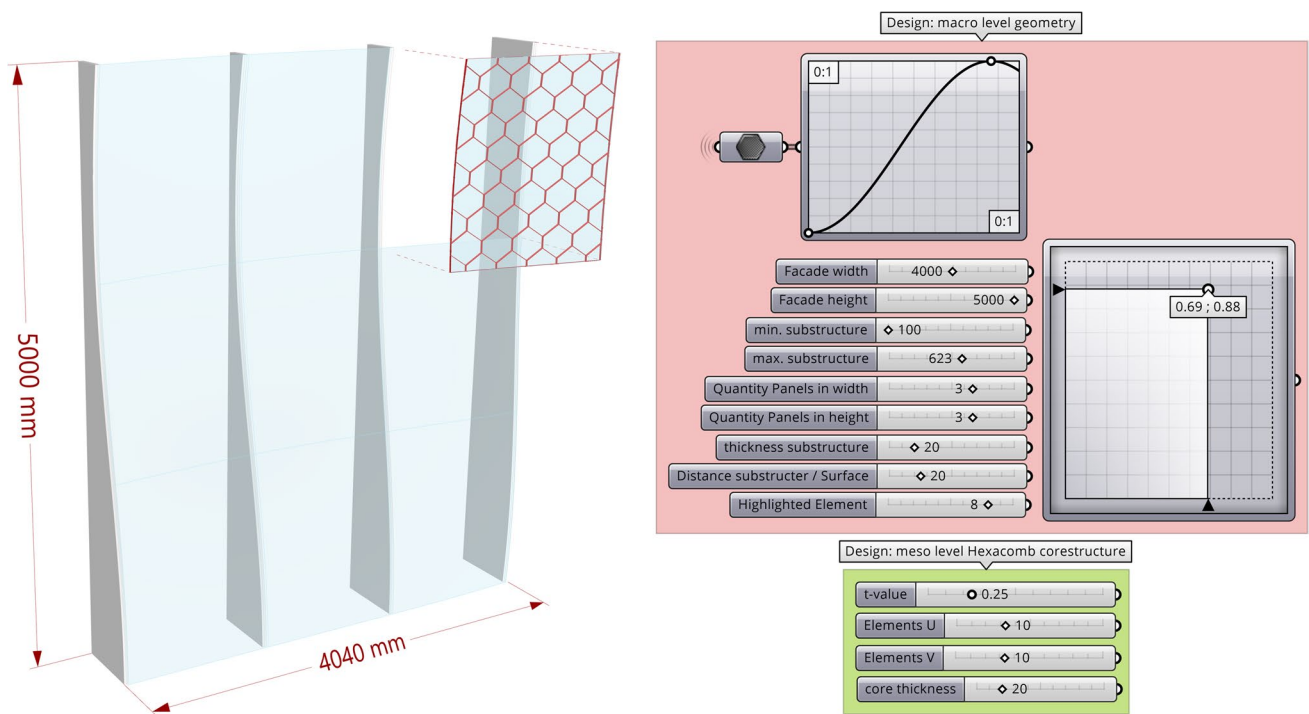 5000 mm
4040 mm
Design: macro level geometry
0:1
0:1
Facade width 4000
Facade height 5000
min. substructure 100
max. substructure 623
Quantity Panels in width 3
Quantity Panels in height 3
thickness substructure 20
Distance substructer / Surface 20
Highlighted Element 8
0.69 ; 0.88
Design: meso level Hexacomb corestructure
t-value 0.25
Elements U 10
Elements V 10
core thickness 20